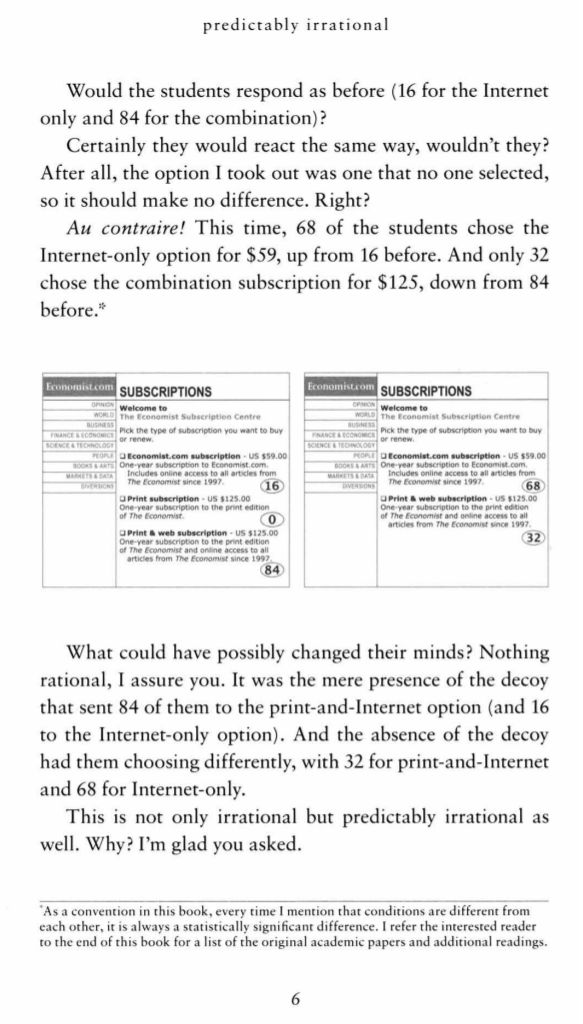 predictably irrational
Would the students respond as before (16 for the Internet
only and 84 for the combination)?
Certainly they would react the same way, wouldn't they?
After all, the option I took out was one that no one selected,
so it should make no difference. Right?
Au contraire! This time, 68 of the students chose the
Internet-only option for $59, up from 16 before. And only 32
chose the combination subscription for $125, down from 84
before.*
Economist.com
OPINION
WORLD
BUSINESS
FINANCE & ECONOMICS
SCIENCE & TECHNOLOGY
PEOPLE
BOOKS & ARTS
MARKETS & DATA
DIVERSIONS
SUBSCRIPTIONS
Welcome to
The Economist Subscription Centre
Pick the type of subscription you want to buy
or renew.
❑ Economist.com subscription - US $59.00
One-year subscription to Economist.com.
Includes online access to all articles from
The Economist since 1997.
16
❑ Print subscription - US $125.00
One-year subscription to the print edition
of The Economist.
0
❑ Print & web subscription - US $125.00
One-year subscription to the print edition
of The Economist and online access to all
articles from The Economist since 1997.
84
Economist.com
OPINION
WORLD
BUSINESS
FINANCE & ECONOMICS
SCIENCE & TECHNOLOGY
PEOPLE
BOOKS & ARTS
MARKETS & DATA
DIVERSIONS
SUBSCRIPTIONS
Welcome to
The Economist Subscription Centre
Pick the type of subscription you want to buy
or renew.
❑ Economist.com subscription - US $59.00
One-year subscription to Economist.com.
Includes online access to all articles from
The Economist since 1997.
68
❑ Print & web subscription - US $125.00
One-year subscription to the print edition
of The Economist and online access to all
articles from The Economist since 1997.
32
What could have possibly changed their minds? Nothing
rational, I assure you. It was the mere presence of the decoy
that sent 84 of them to the print-and-Internet option (and 16
to the Internet-only option). And the absence of the decoy
had them choosing differently, with 32 for print-and-Internet
and 68 for Internet-only.
This is not only irrational but predictably irrational as
well. Why? I'm glad you asked.
*As a convention in this book, every time I mention that conditions are different from
each other, it is always a statistically significant difference. I refer the interested reader
to the end of this book for a list of the original academic papers and additional readings.
6